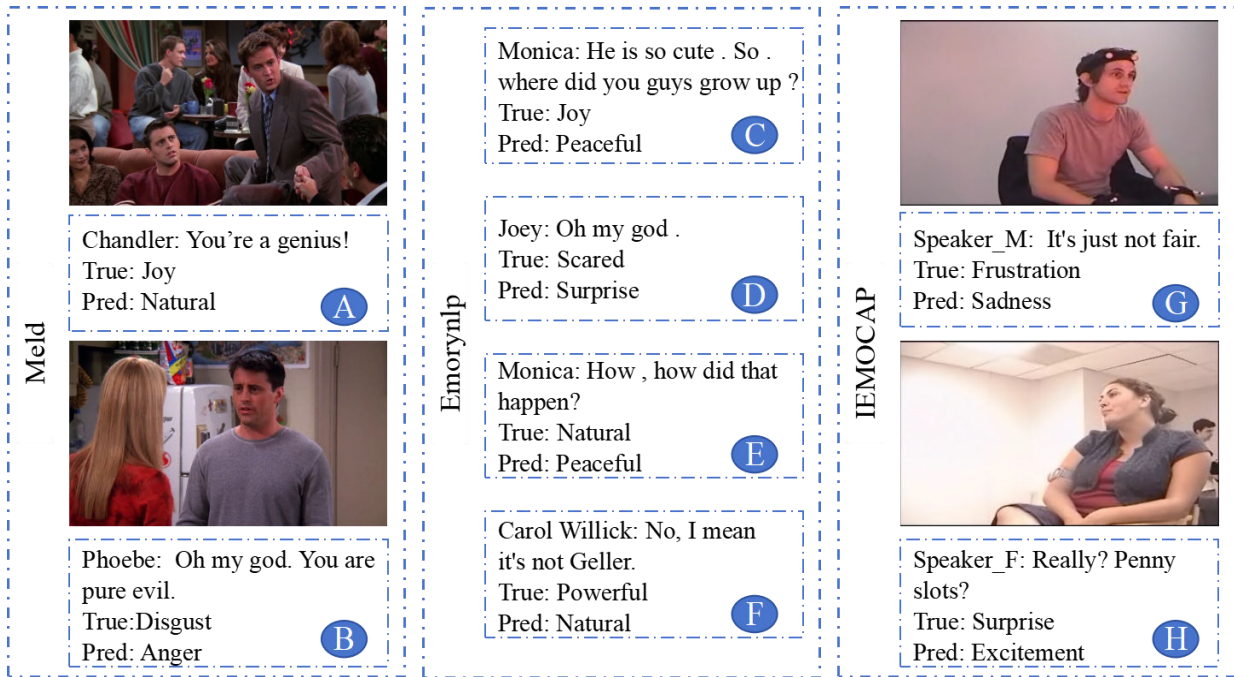 Meld
Chandler: You're a genius!
True: Joy
Pred: Natural
A
Phoebe:  Oh my god. You are
pure evil.
True:Disgust
Pred: Anger
B
Emorynlp
Monica: He is so cute . So .
where did you guys grow up ?
True: Joy
Pred: Peaceful
C
Joey: Oh my god .
True: Scared
Pred: Surprise
D
Monica: How , how did that
happen?
True: Natural
Pred: Peaceful
E
Carol Willick: No, I mean
it's not Geller.
True: Powerful
Pred: Natural
F
IEMOCAP
Speaker_M:  It's just not fair.
True: Frustration
Pred: Sadness
G
Speaker_F: Really? Penny
slots?
True: Surprise
Pred: Excitement
H